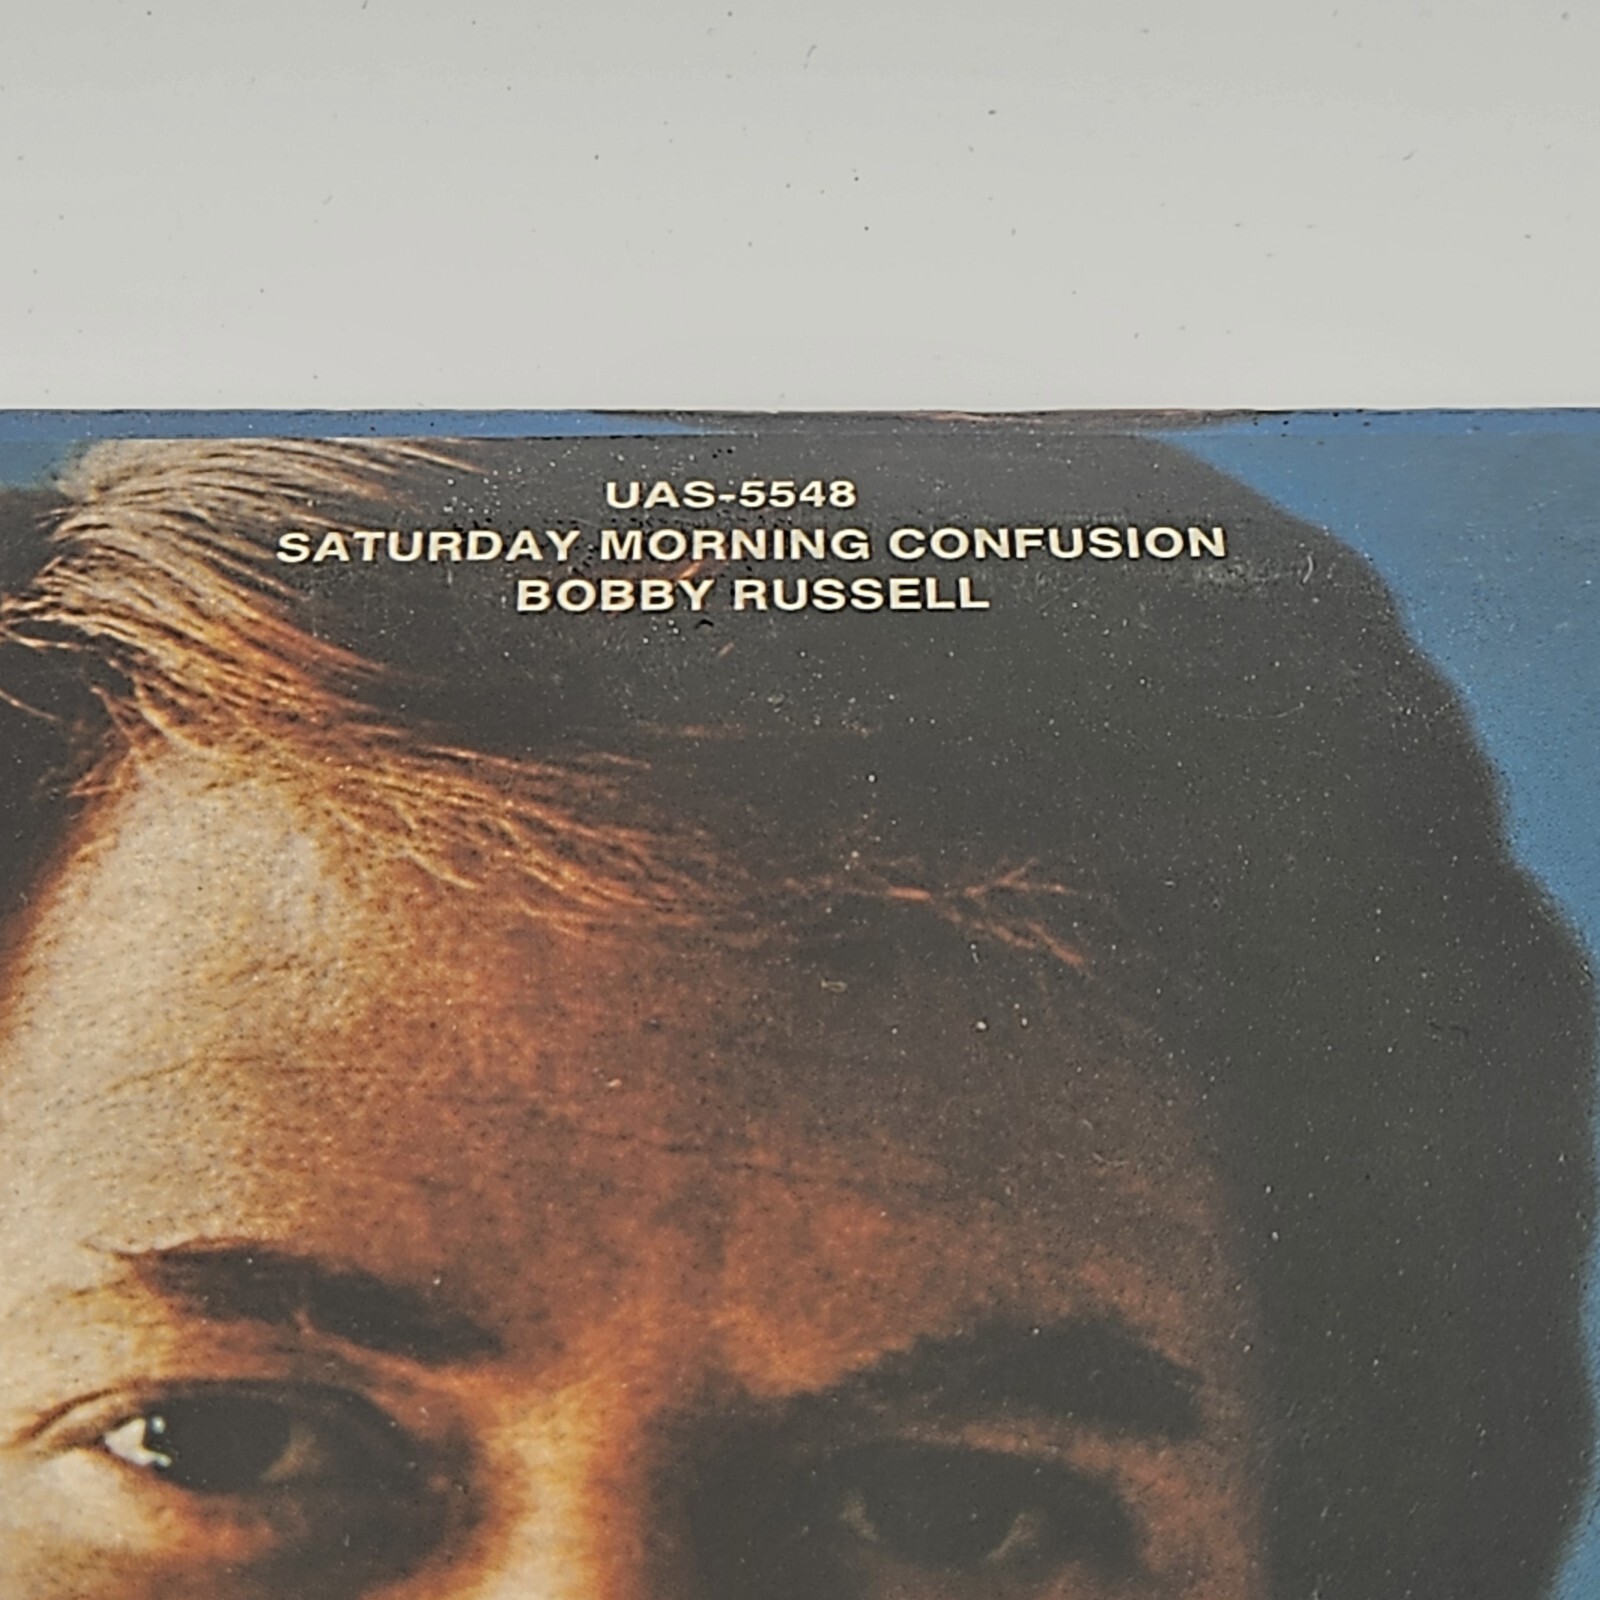 UAS-5548
SATURDAY MORNING CONFUSION
BOBBY RUSSELL